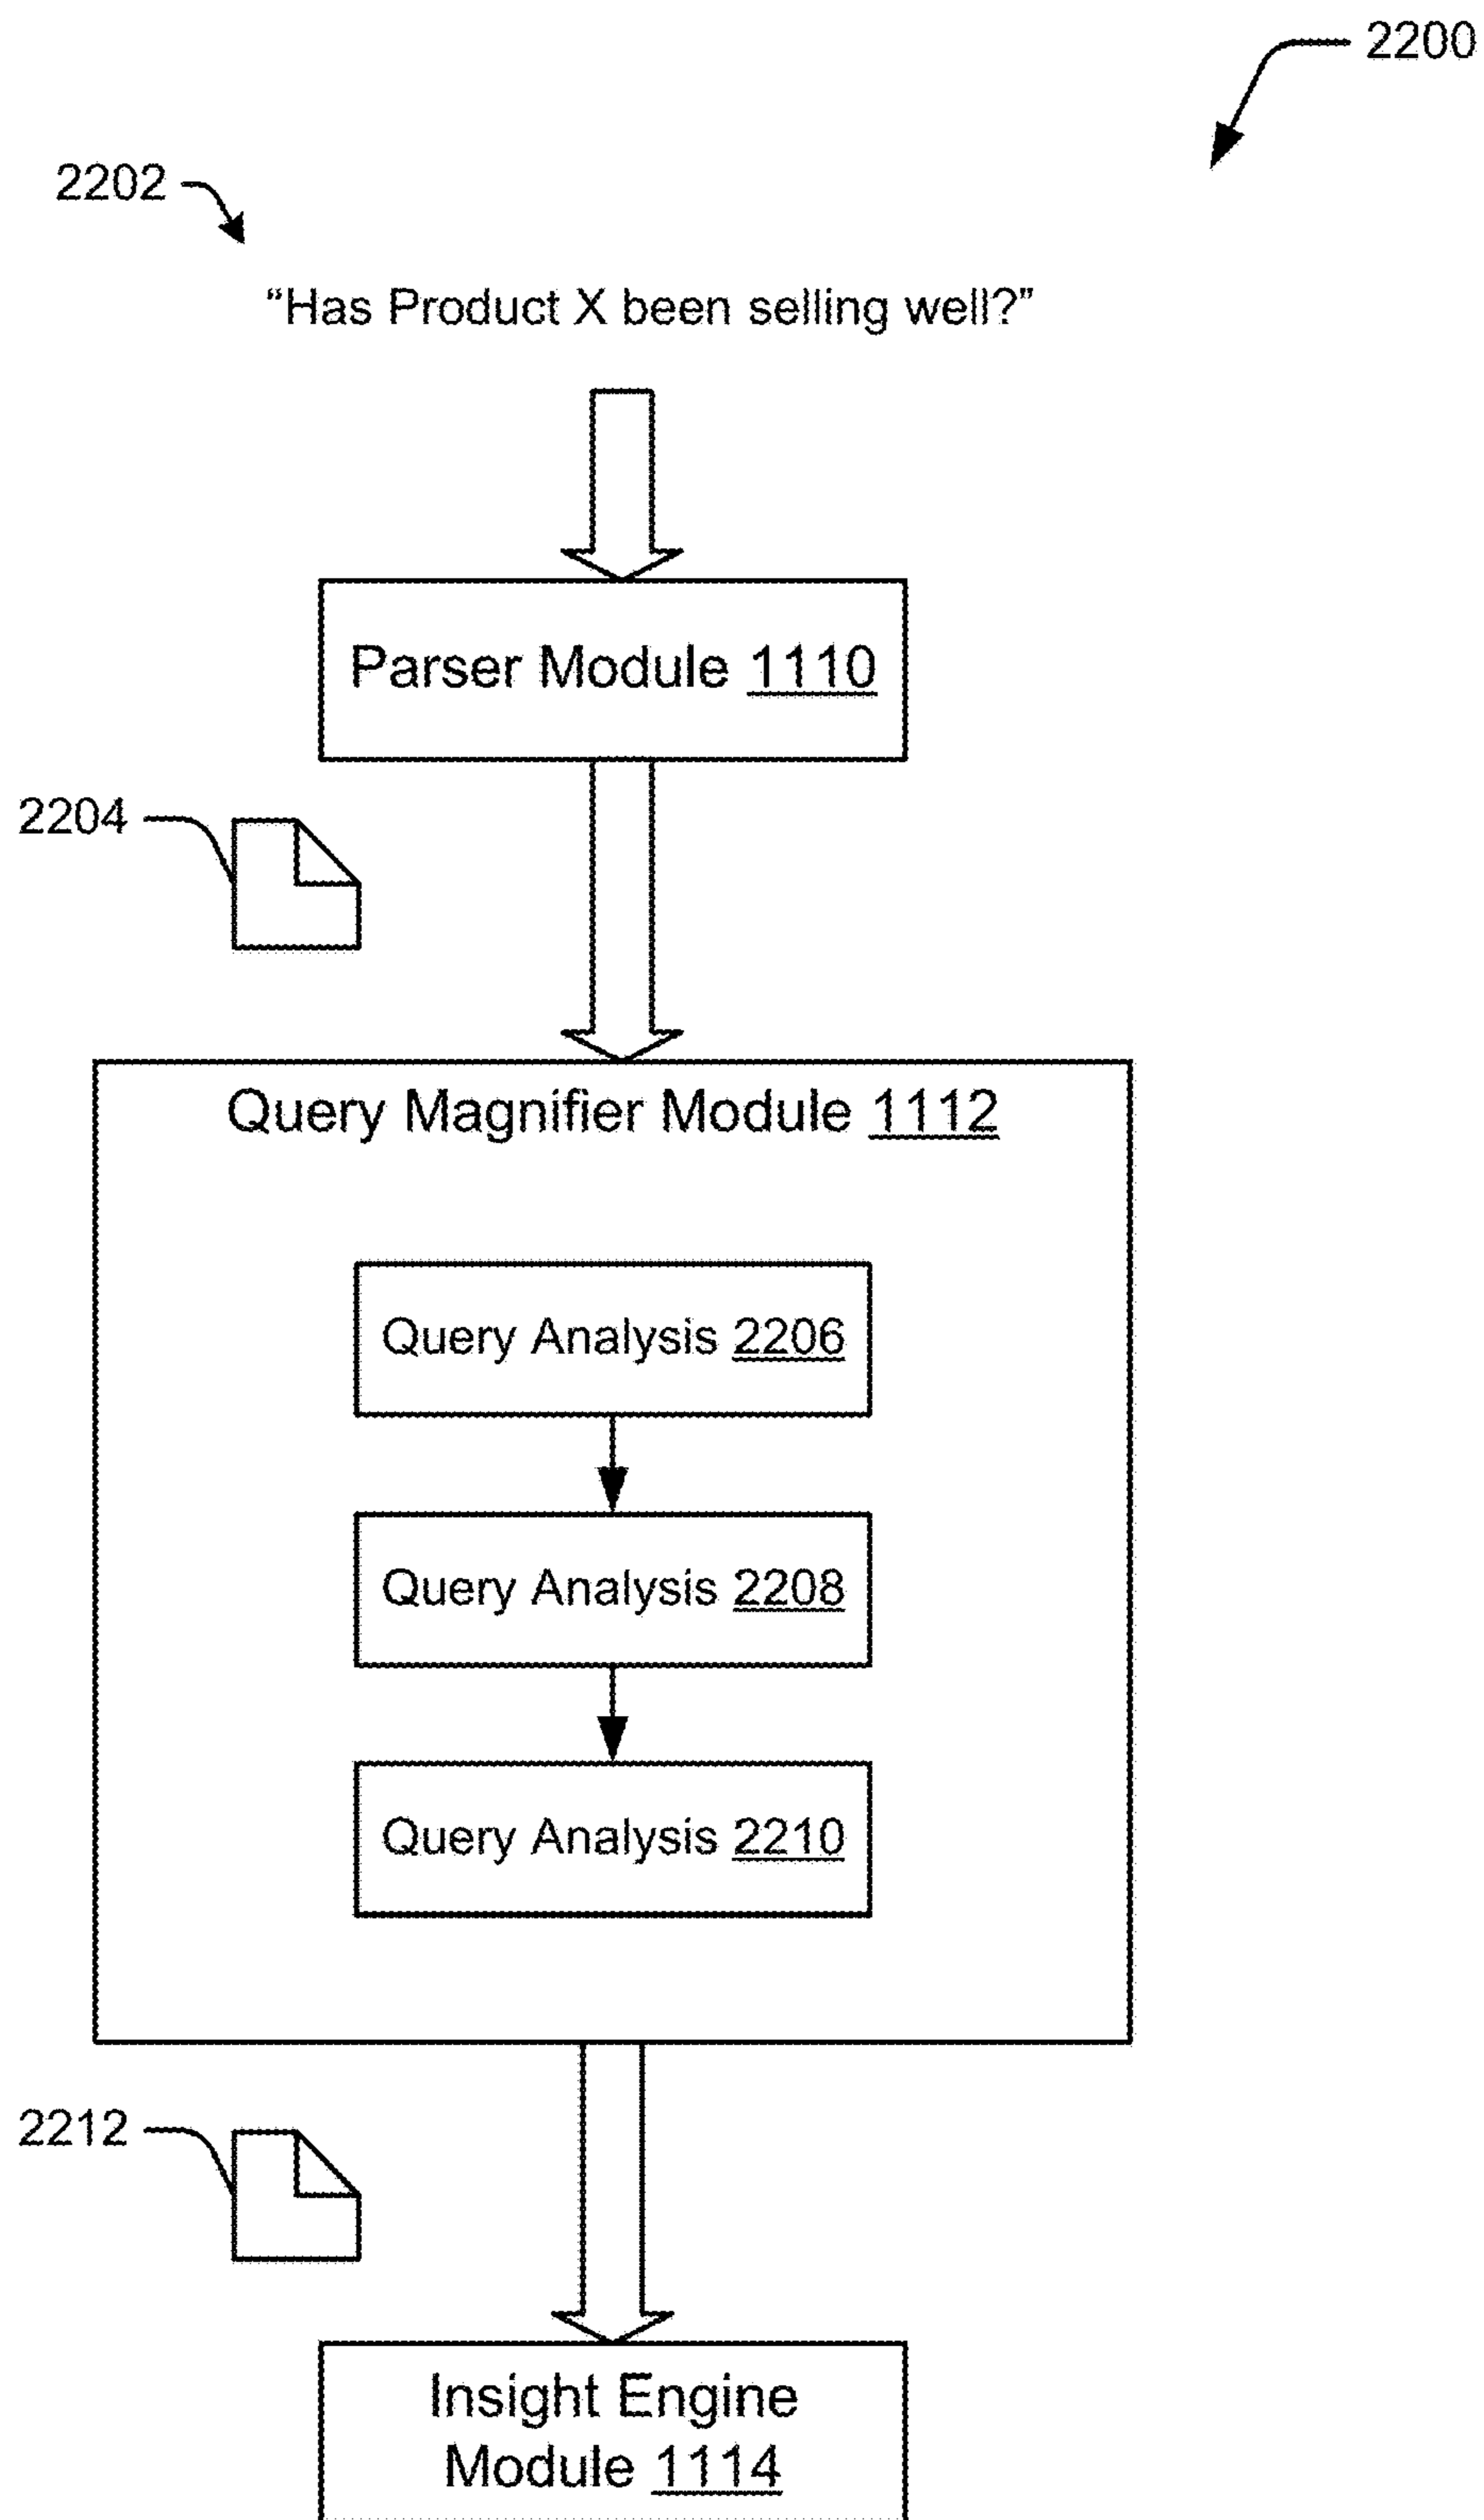 2200
2202
“Has Product X been selling well?”
Parser Module 1110
2204
Query Magnifier Module 1112
Query Analysis 2206
Query Analysis 2208
Query Analysis 2210
2212
Insight Engine
Module 1114